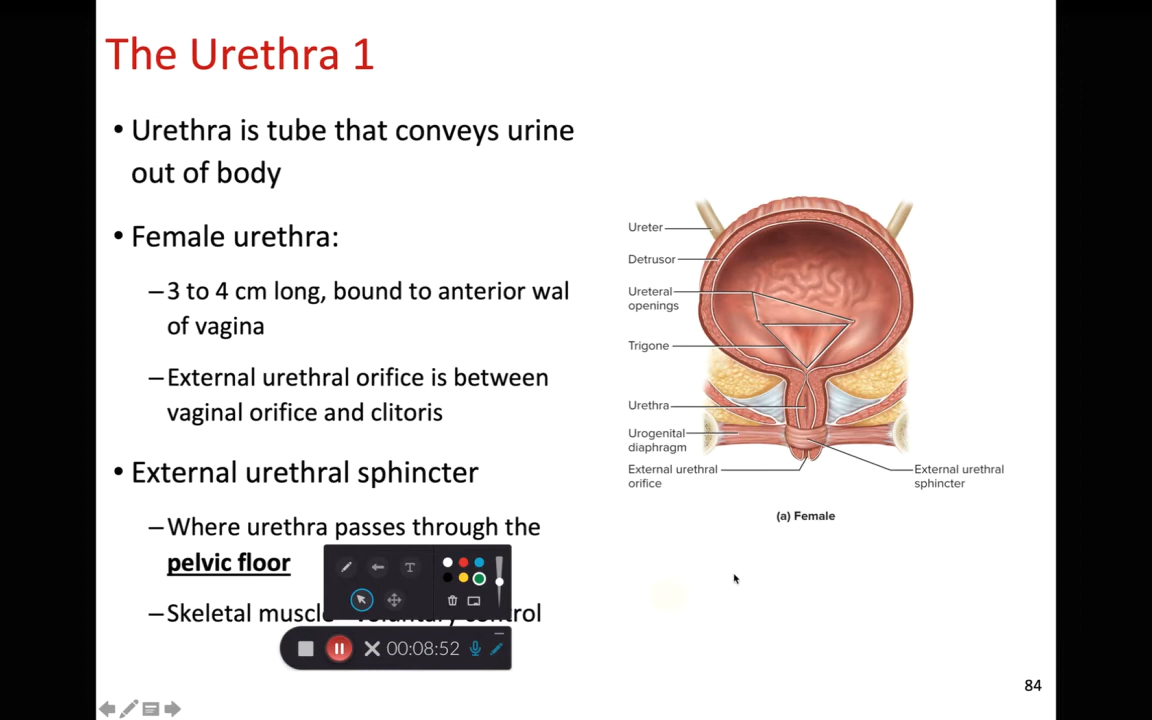 The Urethra 1
• Urethra is tube that conveys urine
out of body
• Female urethra:
–3 to 4 cm long, bound to anterior wal
of vagina
–External urethral orifice is between
vaginal orifice and clitoris
• External urethral sphincter
–Where urethra passes through the
pelvic floor
–Skeletal muscle voluntary control
Ureter
Detrusor
Ureteral
openings
Trigone
Urethra
Urogenital
diaphragm
External urethral
orifice
External urethral
sphincter
(a) Female
T
00:08:52
84